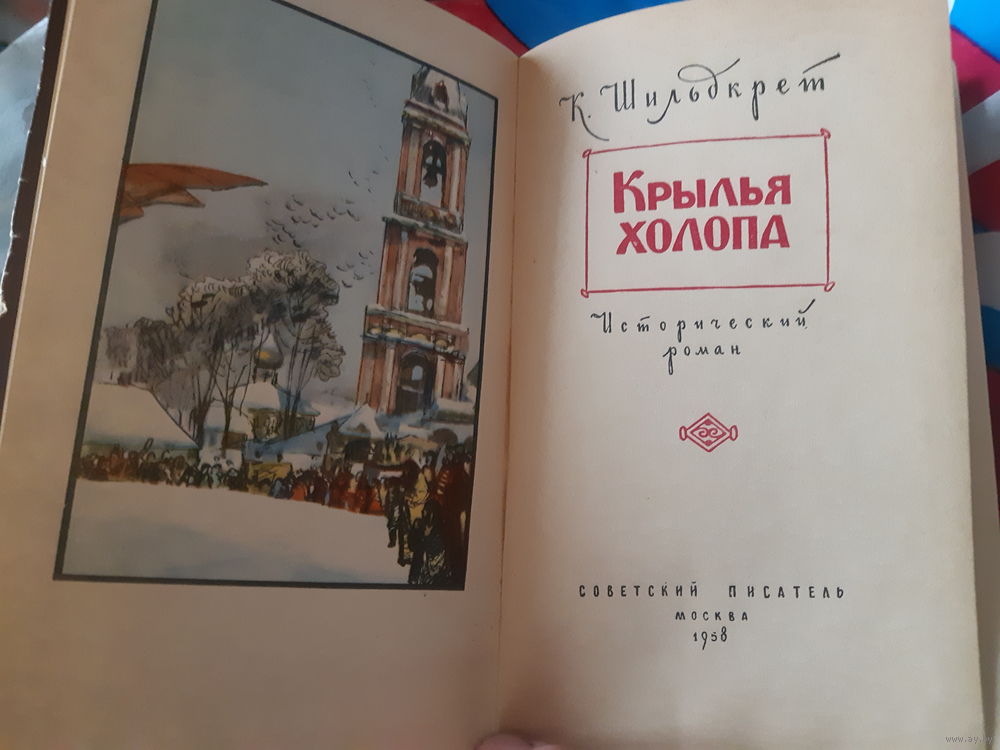 К. Шильдкрет
Крылья
холопа
Исторический
роман
СОВЕТСКИЙ ПИСАТЕЛЬ
МОСКВА
1958